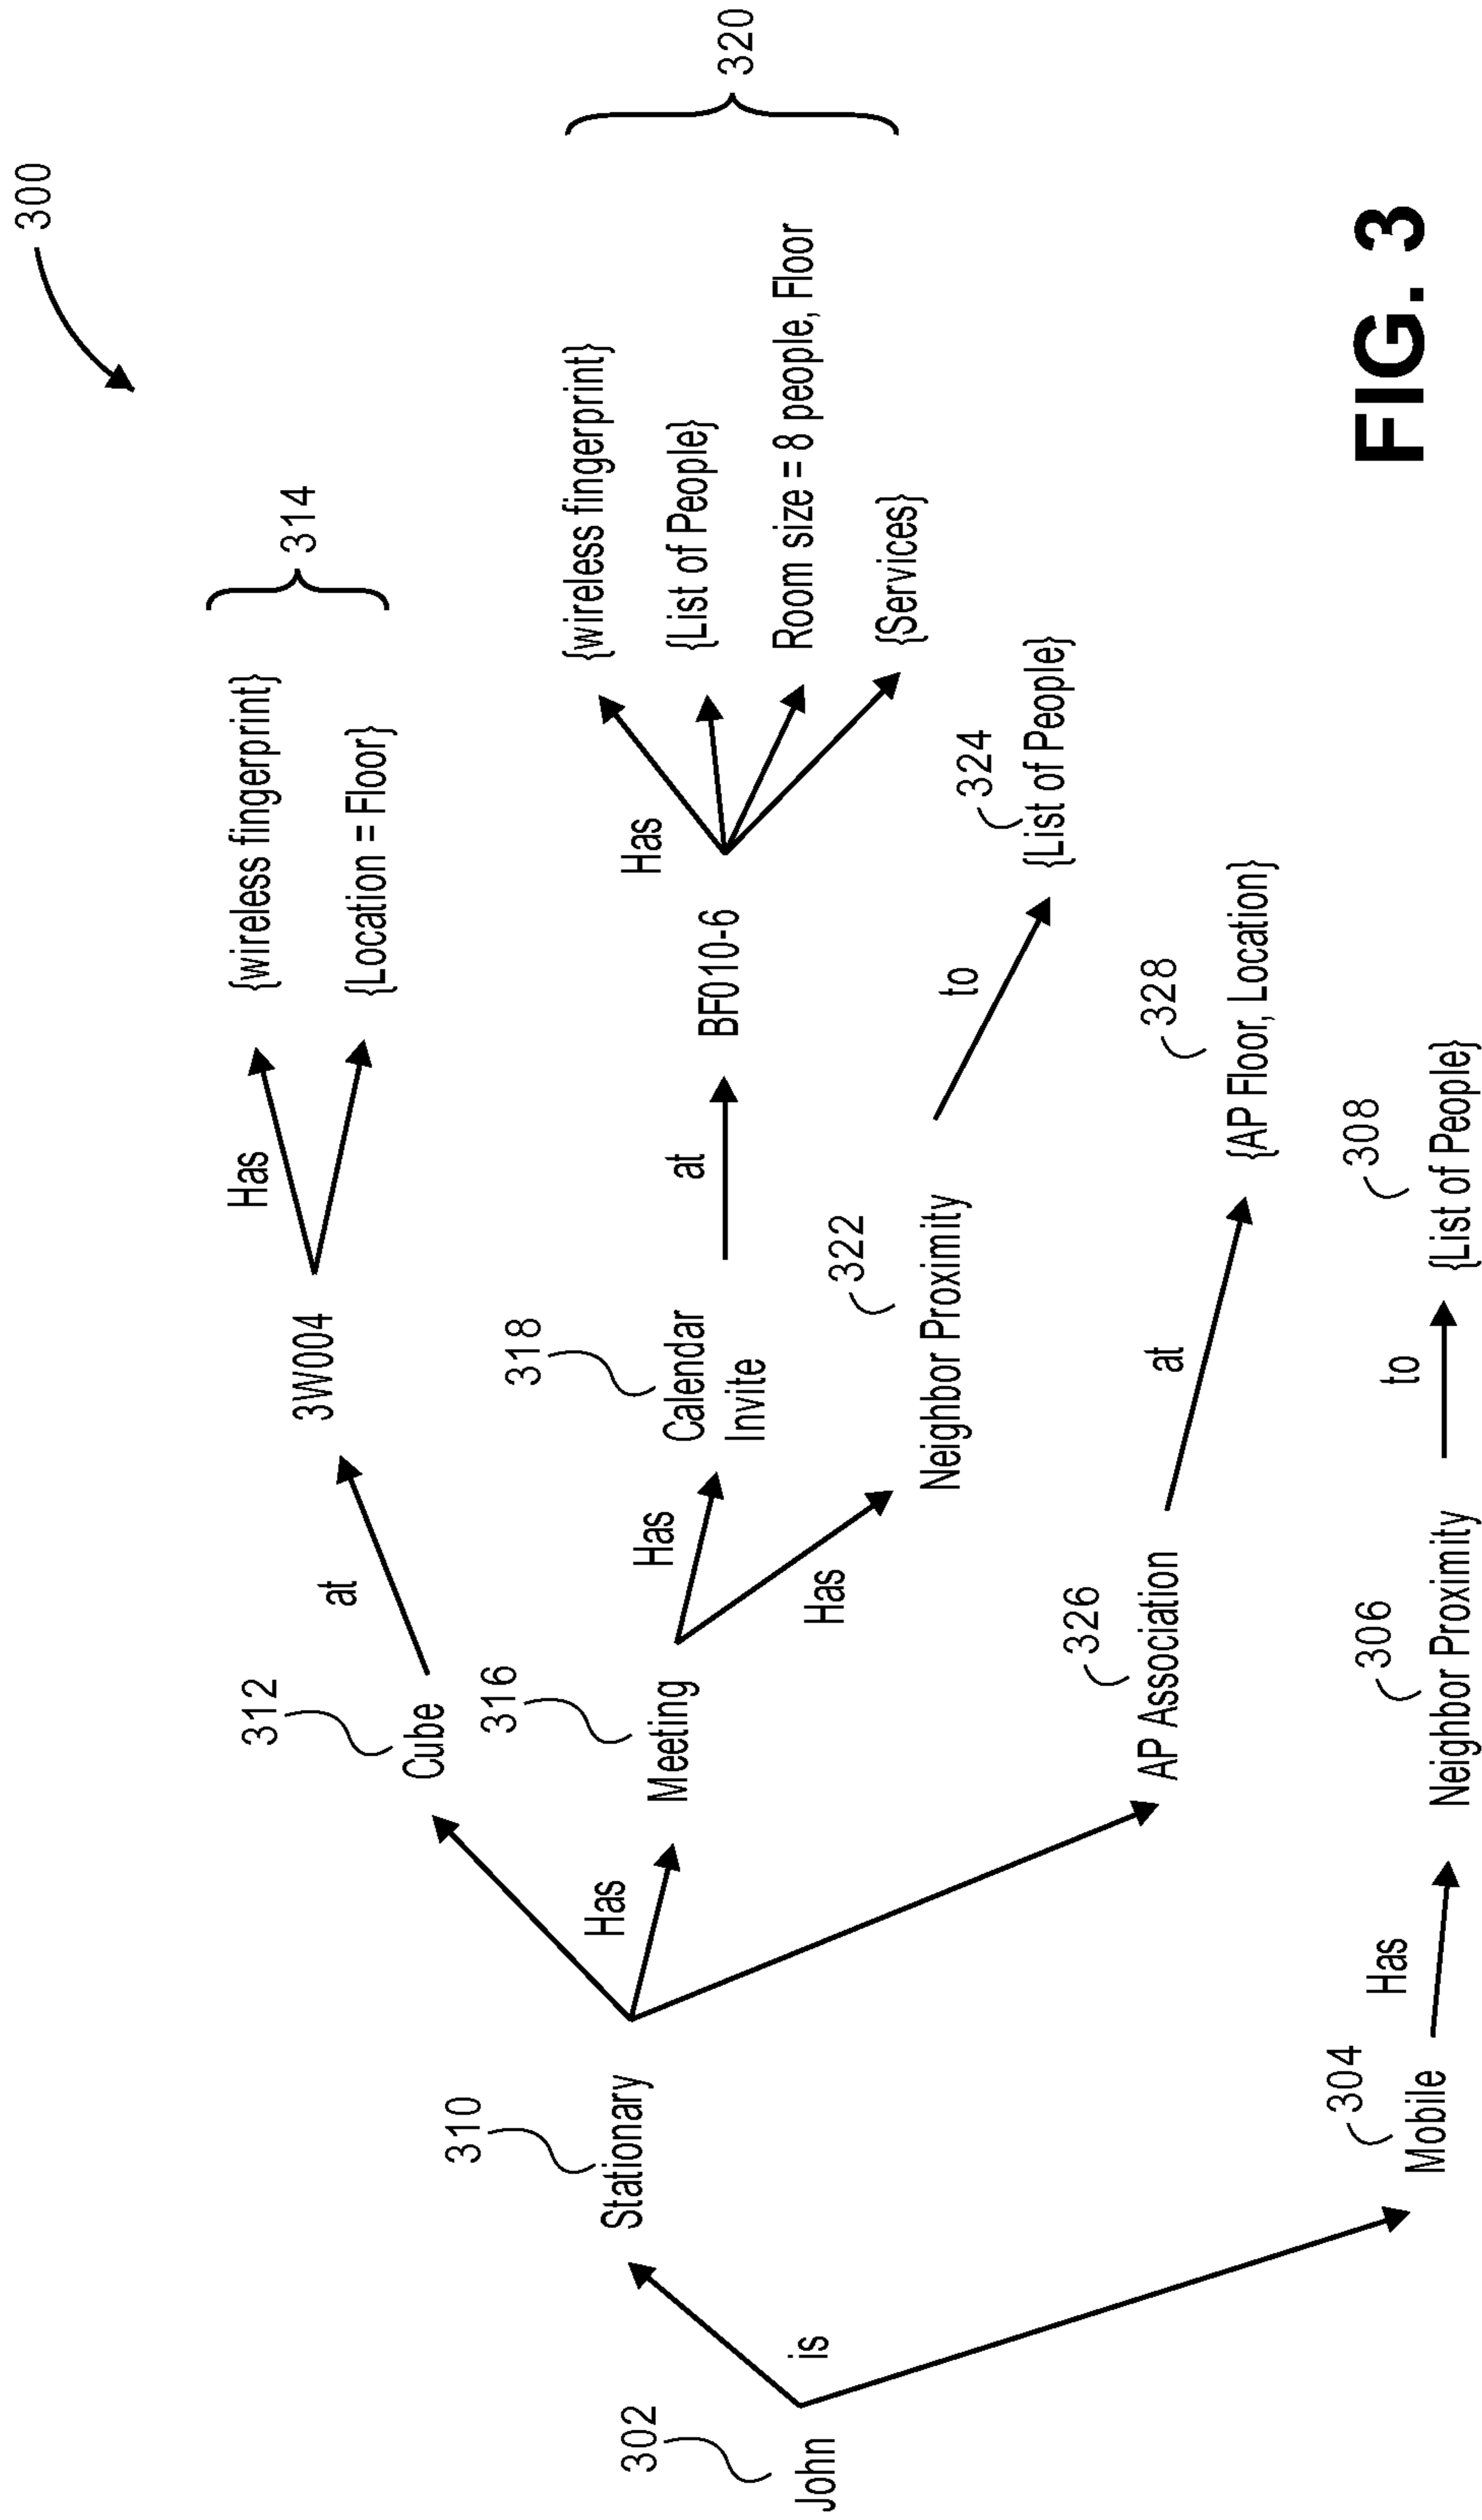 300
314
{wireless fingerprint}
Has
{Location = Floor}
3W004
at
312
Cube
320
{wireless fingerprint}
Has
{List of People}
Room size = 8 people, Floor
{Services}
BF010-6
at
318
Calendar
Invite
Has
316
Meeting
Has
322
Neighbor Proximity
to
324
{List of People}
310
Stationary
Has
326
AP Association
at
328
{AP Floor, Location}
302
John
is
304
Mobile
Has
306
Neighbor Proximity
to
308
{List of People}
FIG. 3